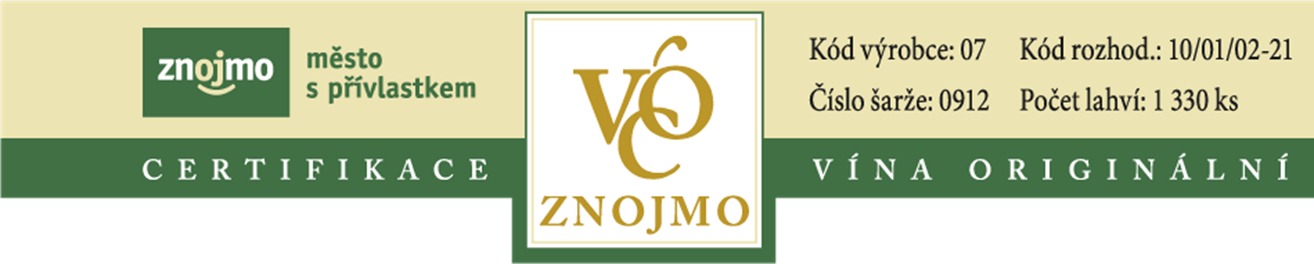 znojmo
město
s přívlastkem
VOC
ZNOJMO
Kód výrobce: 07 Kód rozhod.: 10/01/02-21
Číslo šarže: 0912 Počet lahví: 1 330 ks
CERTIFIKACE
VÍNA ORIGINÁLNÍ